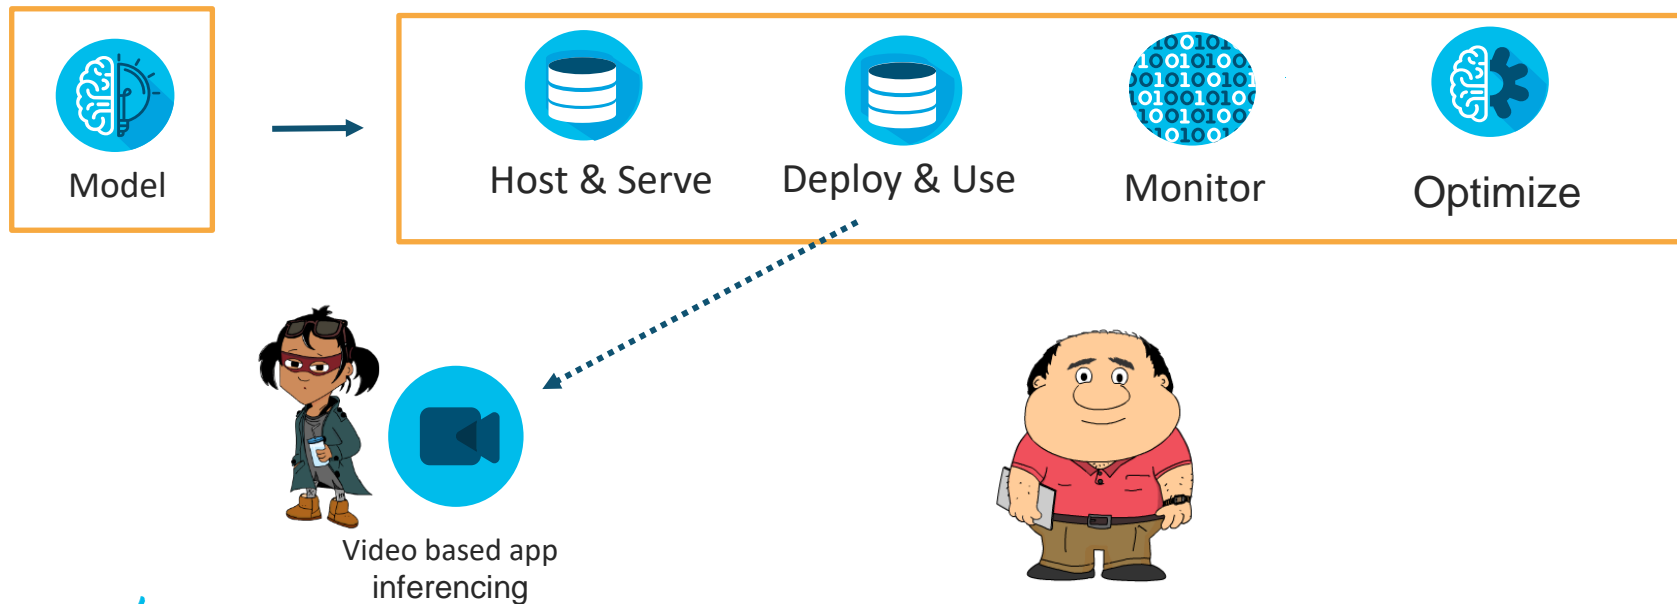 Model
Host & Serve
Deploy & Use
Monitor
Optimize
Video based app
inferencing